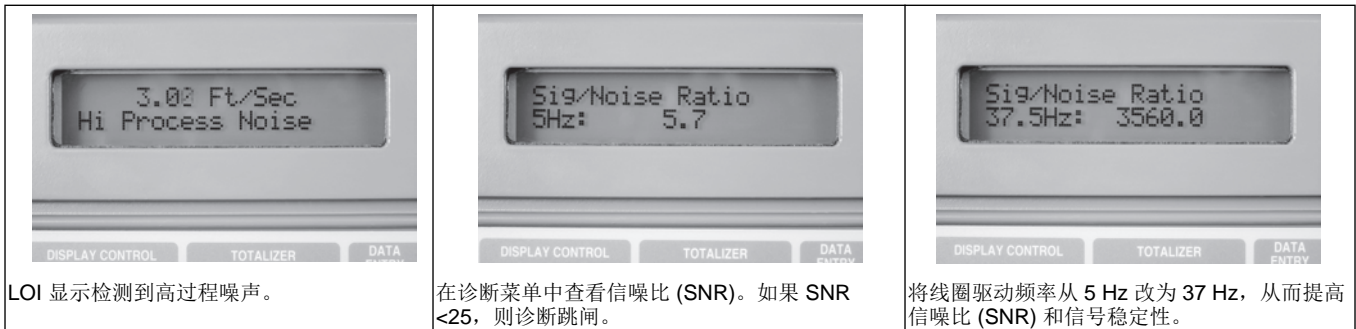 3.00 Ft/Sec
Hi Process Noise
DISPLAY CONTROL
TOTALIZER
DATA
ENTRY
LOI 显示检测到高过程噪声。
Sig/Noise Ratio
5Hz: 5.7
DISPLAY CONTROL
TOTALIZER
DATA
ENTRY
在诊断菜单中查看信噪比 (SNR)。如果 SNR
<25，则诊断跳闸。
Sig/Noise Ratio
37.5Hz: 3560.0
DISPLAY CONTROL
TOTALIZER
DATA
ENTRY
将线圈驱动频率从 5 Hz 改为 37 Hz，从而提高
信噪比 (SNR) 和信号稳定性。